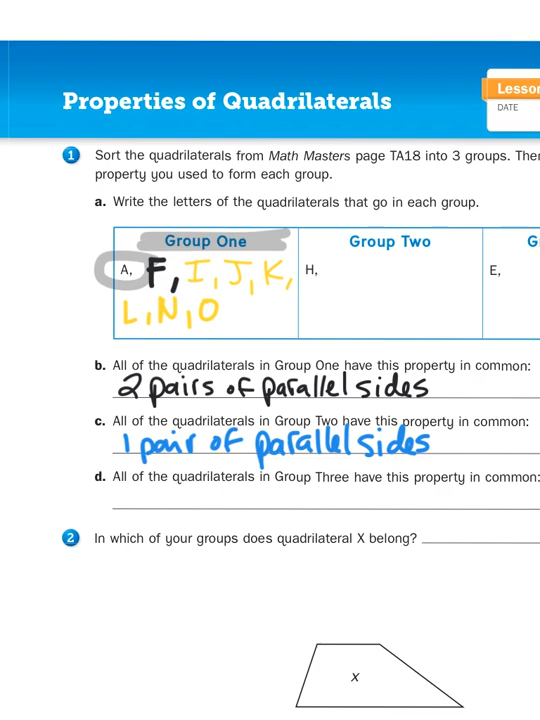 Lesson
DATE
Properties of Quadrilaterals
1 Sort the quadrilaterals from Math Masters page TA18 into 3 groups.
property you used to form each group.
a. Write the letters of the quadrilaterals that go in each group.
Group One Group Two
A, F, I, J, K, H, E,
L, N, O
b. All of the quadrilaterals in Group One have this property in common:
2 pairs of parallel sides
c. All of the quadrilaterals in Group Two have this property in common:
1 pair of parallel sides
d. All of the quadrilaterals in Group Three have this property in common:
2 In which of your groups does quadrilateral X belong?
X